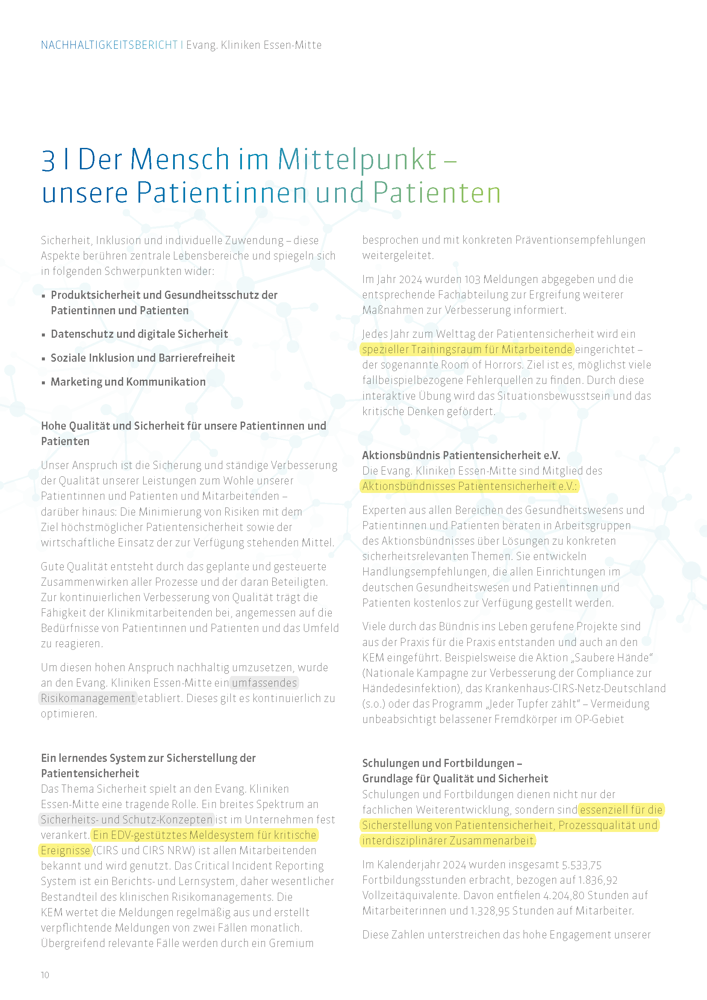 NACHHALTIGKEITSBERICHT I Evang. Kliniken Essen-Mitte
3 I Der Mensch im Mittelpunkt –
unsere Patientinnen und Patienten
Sicherheit, Inklusion und individuelle Zuwendung – diese
Aspekte berühren zentrale Lebensbereiche und spiegeln sich
in folgenden Schwerpunkten wider:
▪ Produktsicherheit und Gesundheitsschutz der
Patientinnen und Patienten
▪ Datenschutz und digitale Sicherheit
▪ Soziale Inklusion und Barrierefreiheit
▪ Marketing und Kommunikation
Hohe Qualität und Sicherheit für unsere Patientinnen und
Patienten
Unser Anspruch ist die Sicherung und ständige Verbesserung
der Qualität unserer Leistungen zum Wohle unserer
Patientinnen und Patienten und Mitarbeitenden –
darüber hinaus: Die Minimierung von Risiken mit dem
Ziel höchstmöglicher Patientensicherheit sowie der
wirtschaftliche Einsatz der zur Verfügung stehenden Mittel.
Gute Qualität entsteht durch das geplante und gesteuerte
Zusammenwirken aller Prozesse und der daran Beteiligten.
Zur kontinuierlichen Verbesserung von Qualität trägt die
Fähigkeit der Klinikmitarbeitenden bei, angemessen auf die
Bedürfnisse von Patientinnen und Patienten und das Umfeld
zu reagieren.
Um diesen hohen Anspruch nachhaltig umzusetzen, wurde
an den Evang. Kliniken Essen-Mitte ein umfassendes
Risikomanagement etabliert. Dieses gilt es kontinuierlich zu
optimieren.
Ein lernendes System zur Sicherstellung der
Patientensicherheit
Das Thema Sicherheit spielt an den Evang. Kliniken
Essen-Mitte eine tragende Rolle. Ein breites Spektrum an
Sicherheits- und Schutz-Konzepten ist im Unternehmen fest
verankert. Ein EDV-gestütztes Meldesystem für kritische
Ereignisse (CIRS und CIRS NRW) ist allen Mitarbeitenden
bekannt und wird genutzt. Das Critical Incident Reporting
System ist ein Berichts- und Lernsystem, daher wesentlicher
Bestandteil des klinischen Risikomanagements. Die
KEM wertet die Meldungen regelmäßig aus und erstellt
verpflichtende Meldungen von zwei Fällen monatlich.
Übergreifend relevante Fälle werden durch ein Gremium
besprochen und mit konkreten Präventionsempfehlungen
weitergeleitet.
Im Jahr 2024 wurden 103 Meldungen abgegeben und die
entsprechende Fachabteilung zur Ergreifung weiterer
Maßnahmen zur Verbesserung informiert.
Jedes Jahr zum Welttag der Patientensicherheit wird ein
spezieller Trainingsraum für Mitarbeitende eingerichtet –
der sogenannte Room of Horrors. Ziel ist es, möglichst viele
fallbeispielbezogene Fehlerquellen zu finden. Durch diese
interaktive Übung wird das Situationsbewusstsein und das
kritische Denken gefördert.
Aktionsbündnis Patientensicherheit e.V.
Die Evang. Kliniken Essen-Mitte sind Mitglied des
Aktionsbündnisses Patientensicherheit e.V.:
Experten aus allen Bereichen des Gesundheitswesens und
Patientinnen und Patienten beraten in Arbeitsgruppen
des Aktionsbündnisses über Lösungen zu konkreten
sicherheitsrelevanten Themen. Sie entwickeln
Handlungsempfehlungen, die allen Einrichtungen im
deutschen Gesundheitswesen und Patientinnen und
Patienten kostenlos zur Verfügung gestellt werden.
Viele durch das Bündnis ins Leben gerufene Projekte sind
aus der Praxis für die Praxis entstanden und auch an den
KEM eingeführt. Beispielsweise die Aktion „Saubere Hände“
(Nationale Kampagne zur Verbesserung der Compliance zur
Händedesinfektion), das Krankenhaus-CIRS-Netz-Deutschland
(s.o.) oder das Programm „Jeder Tupfer zählt“ – Vermeidung
unbeabsichtigt belassener Fremdkörper im OP-Gebiet
Schulungen und Fortbildungen –
Grundlage für Qualität und Sicherheit
Schulungen und Fortbildungen dienen nicht nur der
fachlichen Weiterentwicklung, sondern sind essenziell für die
Sicherstellung von Patientensicherheit, Prozessqualität und
interdisziplinärer Zusammenarbeit.
Im Kalenderjahr 2024 wurden insgesamt 5.533,75
Fortbildungsstunden erbracht, bezogen auf 1.836,92
Vollzeitäquivalente. Davon entfielen 4.204,80 Stunden auf
Mitarbeiterinnen und 1.328,95 Stunden auf Mitarbeiter.
Diese Zahlen unterstreichen das hohe Engagement unserer
10